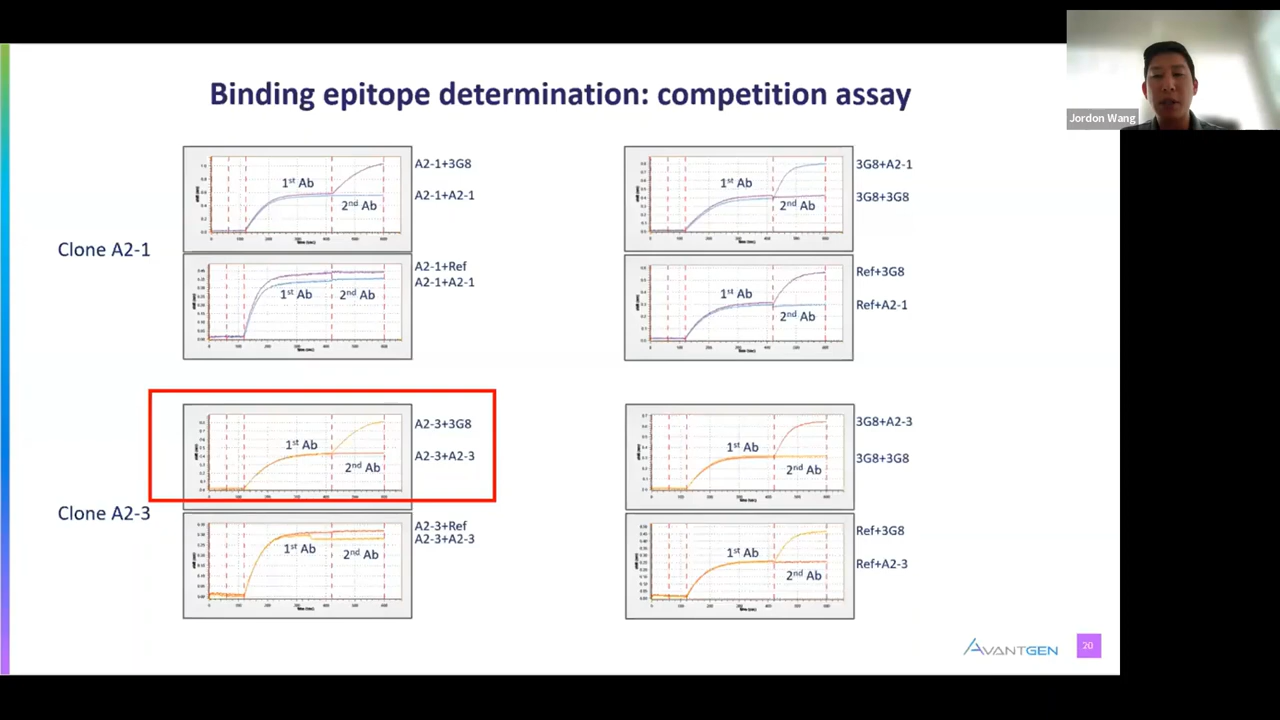 Binding epitope determination: competition assay
Jordon Wang
Clone A2-1
1st Ab
2nd Ab
A2-1+3G8
A2-1+A2-1
1st Ab
2nd Ab
3G8+A2-1
3G8+3G8
1st Ab
2nd Ab
A2-1+Ref
A2-1+A2-1
1st Ab
2nd Ab
Ref+3G8
Ref+A2-1
Clone A2-3
1st Ab
2nd Ab
A2-3+3G8
A2-3+A2-3
1st Ab
2nd Ab
3G8+A2-3
3G8+3G8
1st Ab
2nd Ab
A2-3+Ref
A2-3+A2-3
1st Ab
2nd Ab
Ref+3G8
Ref+A2-3
AVANTGEN
20